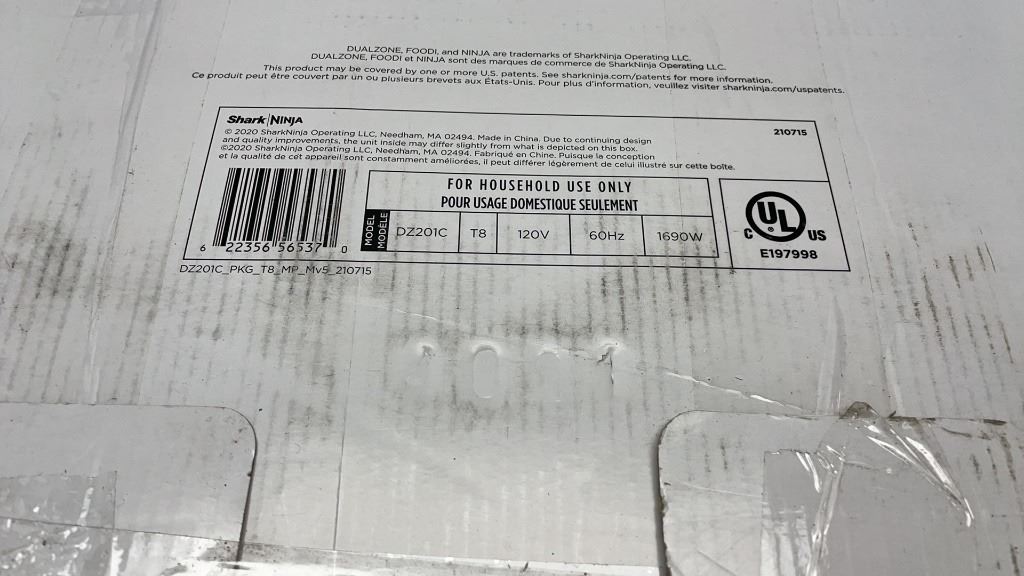 DUALZONE, FOODI, and NINJA are trademarks of SharkNinja Operating LLC.
DUALZONE, FOODI et NINJA sont des marques de commerce de SharkNinja Operating LLC.
This product may be covered by one or more U.S. patents. See sharkninja.com/patents for more information.
Ce produit peut être couvert par un ou plusieurs brevets aux États-Unis. Pour plus d'information, veuillez visiter sharkninja.com/uspatents.
Shark|NINJA
210715
© 2020 SharkNinja Operating LLC, Needham, MA 02494. Made in China. Due to continuing design
and quality improvements, the unit inside may differ slightly from what is depicted on this box.
©2020 SharkNinja Operating LLC, Needham, MA 02494. Fabriqué en Chine. Puisque la conception
et la qualité de cet appareil sont constamment améliorées, il peut différer légèrement de celui illustré sur cette boîte.
FOR HOUSEHOLD USE ONLY
POUR USAGE DOMESTIQUE SEULEMENT
MODEL
MODÈLE
DZ201C T8 120V 60Hz 1690W
C UL US
E197998
6 22356 56537 0
DZ201C_PKG_T8_MP_Mv5_210715